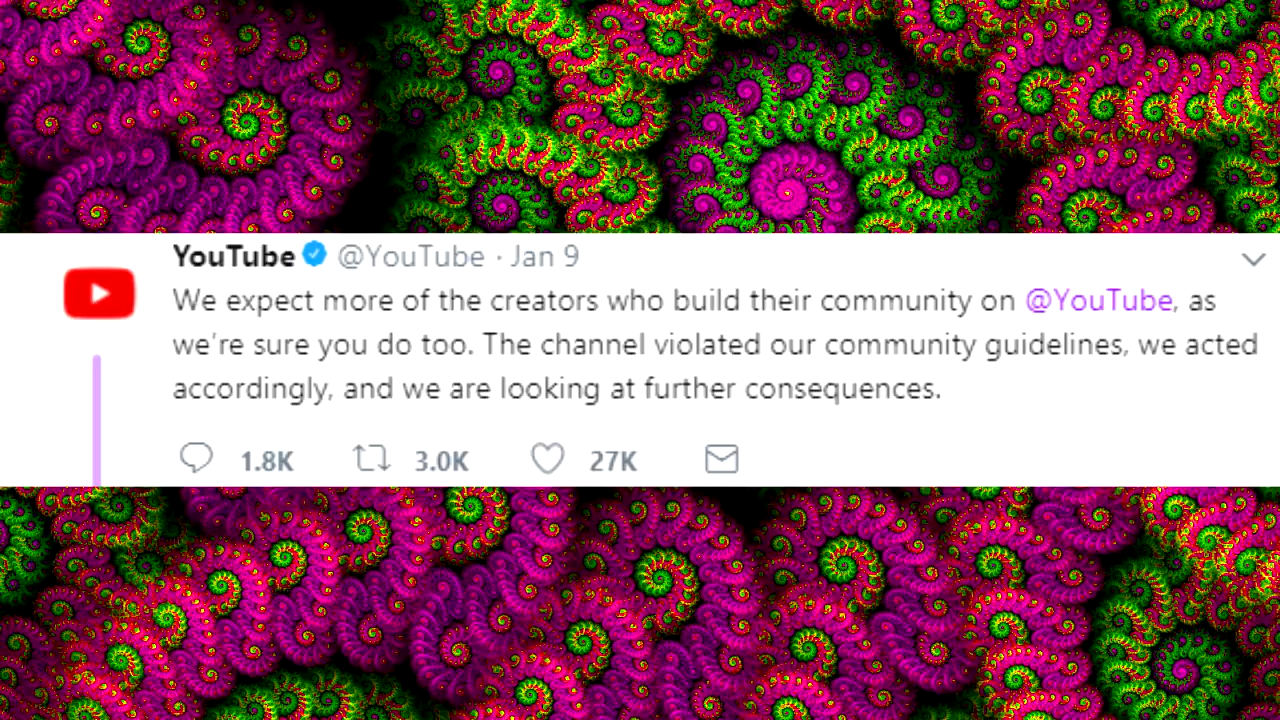 YouTube @YouTube · Jan 9
We expect more of the creators who build their community on @YouTube, as
we're sure you do too. The channel violated our community guidelines, we acted
accordingly, and we are looking at further consequences.
1.8K 3.0K 27K